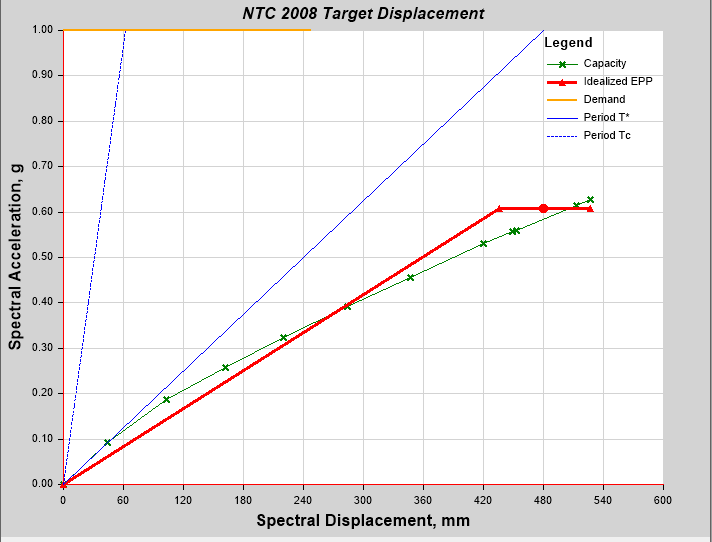 NTC 2008 Target Displacement
1.00
0.90
0.80
0.70
0.60
0.50
0.40
0.30
0.20
0.10
0.00
Spectral Acceleration, g
Legend
Capacity
Idealized EPP
Demand
Period T*
Period Tc
0 60 120 180 240 300 360 420 480 540 600
Spectral Displacement, mm